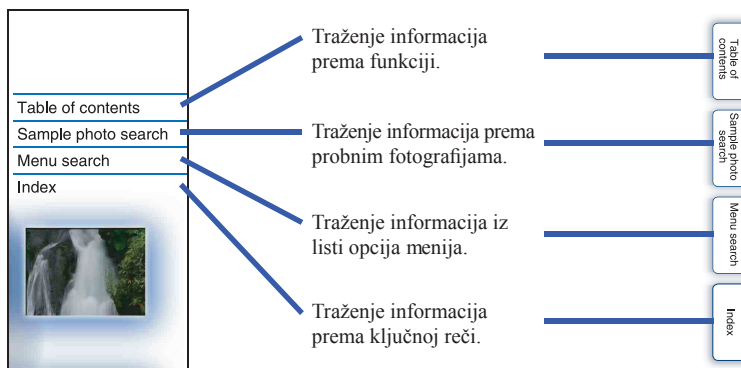 Table of contents
Sample photo search
Menu search
Index
Traženje informacija
prema funkciji.
Traženje informacija prema
probnim fotografijama.
Traženje informacija iz
listi opcija menija.
Traženje informacija
prema ključnoj reči.
Table of
contents
Sample photo
search
Menu search
Index